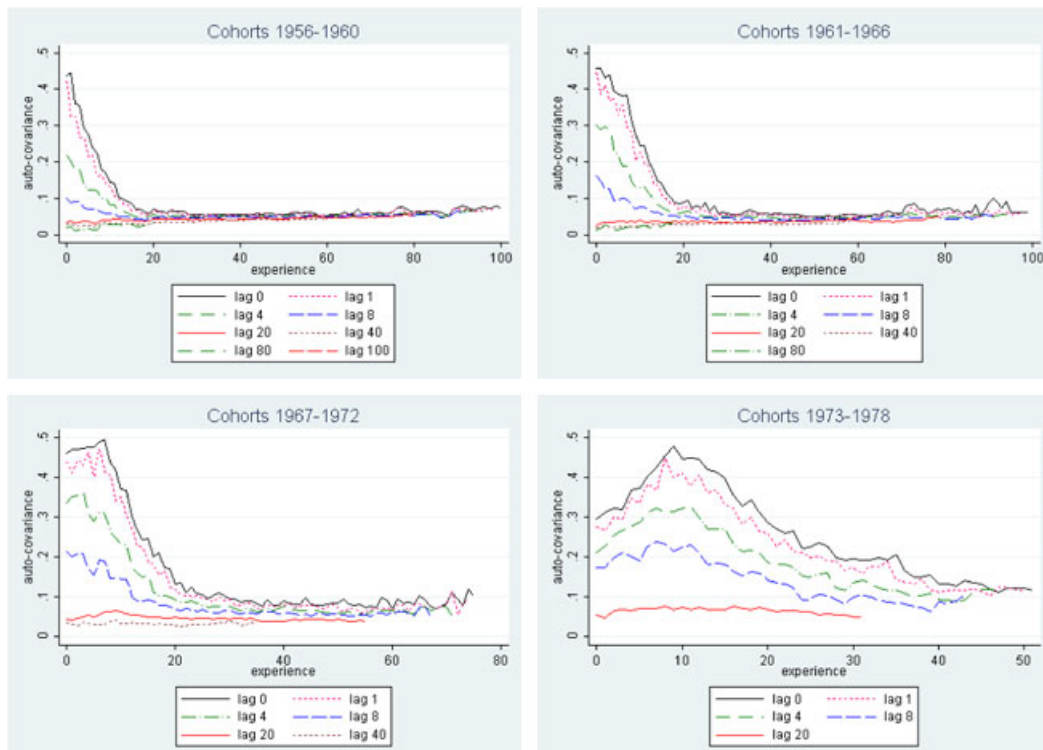 Cohorts 1956-1960
auto-covariance
0 .1 .2 .3 .4 .5
0 20 40 60 80 100
experience
lag 0 lag 1
lag 4 lag 8
lag 20 lag 40
lag 80 lag 100
Cohorts 1961-1966
auto-covariance
0 .1 .2 .3 .4 .5
0 20 40 60 80 100
experience
lag 0 lag 1
lag 4 lag 8
lag 20 lag 40
lag 80
Cohorts 1967-1972
auto-covariance
0 .1 .2 .3 .4 .5
0 20 40 60 80
experience
lag 0 lag 1
lag 4 lag 8
lag 20 lag 40
Cohorts 1973-1978
auto-covariance
0 .1 .2 .3 .4 .5
0 10 20 30 40 50
experience
lag 0 lag 1
lag 4 lag 8
lag 20